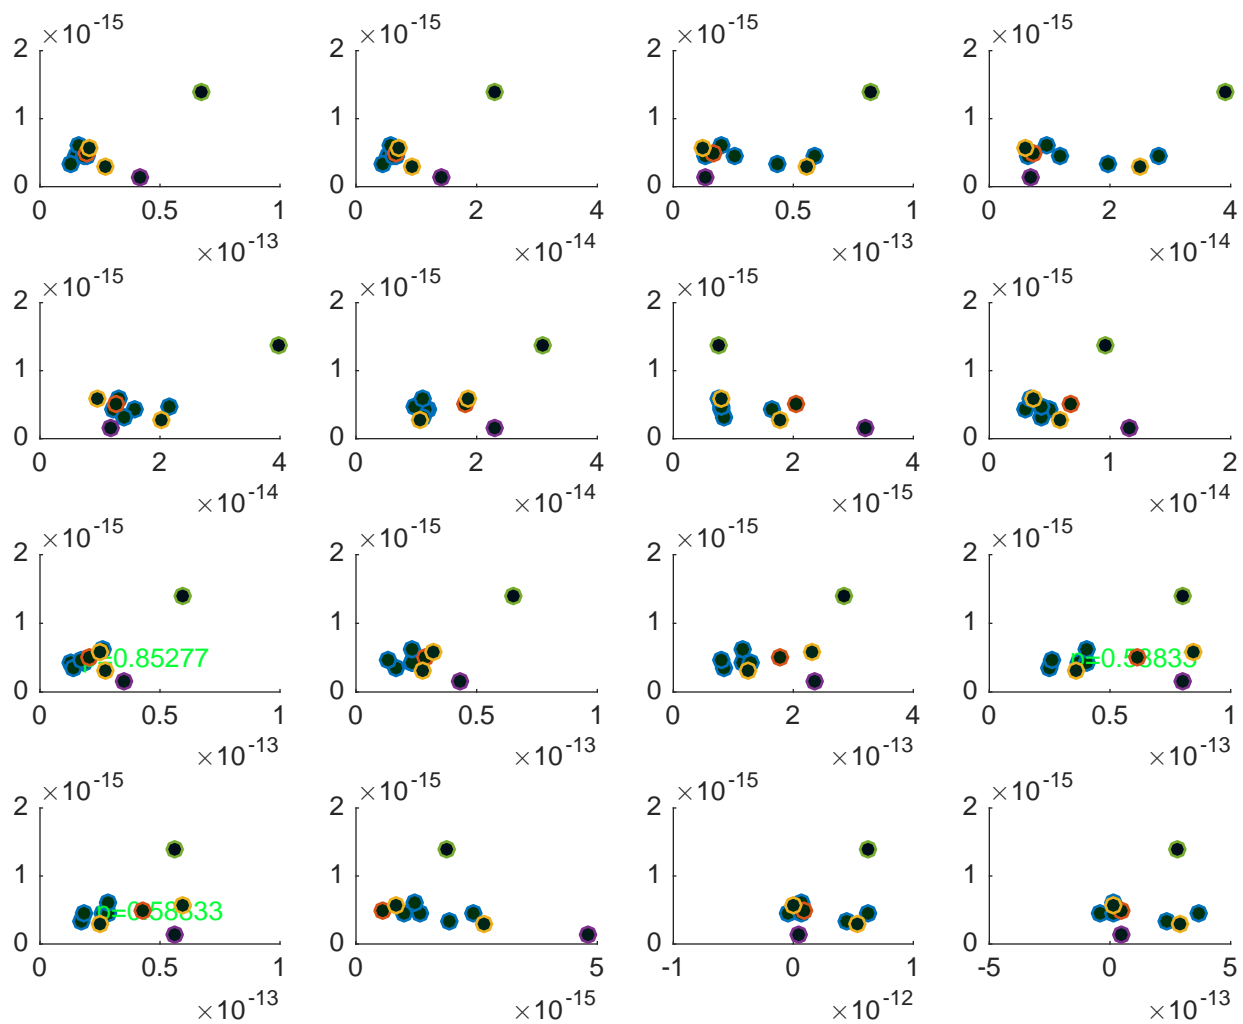 ×10-15 ×10-15 ×10-15 ×10-15
2 2 2 2
1 1 1 1
0 0 0 0
0 0.5 1 0 2 4 0 0.5 1 0 2 4
×10-13 ×10-14 ×10-13 ×10-14
×10-15 ×10-15 ×10-15 ×10-15
2 2 2 2
1 1 1 1
0 0 0 0
0 2 4 0 2 4 0 2 4 0 1 2
×10-14 ×10-14 ×10-15 ×10-14
×10-15 ×10-15 ×10-15 ×10-15
2 2 2 2
1 1 1 1
=0.85277 p=0.58833
0 0 0 0
0 0.5 1 0 0.5 1 0 2 4 0 0.5 1
×10-13 ×10-13 ×10-13 ×10-13
×10-15 ×10-15 ×10-15 ×10-15
2 2 2 2
1 1 1 1
p=0.58833
0 0 0 0
0 0.5 1 0 5 -1 0 1 -5 0 5
×10-13 ×10-15 ×10-12 ×10-13